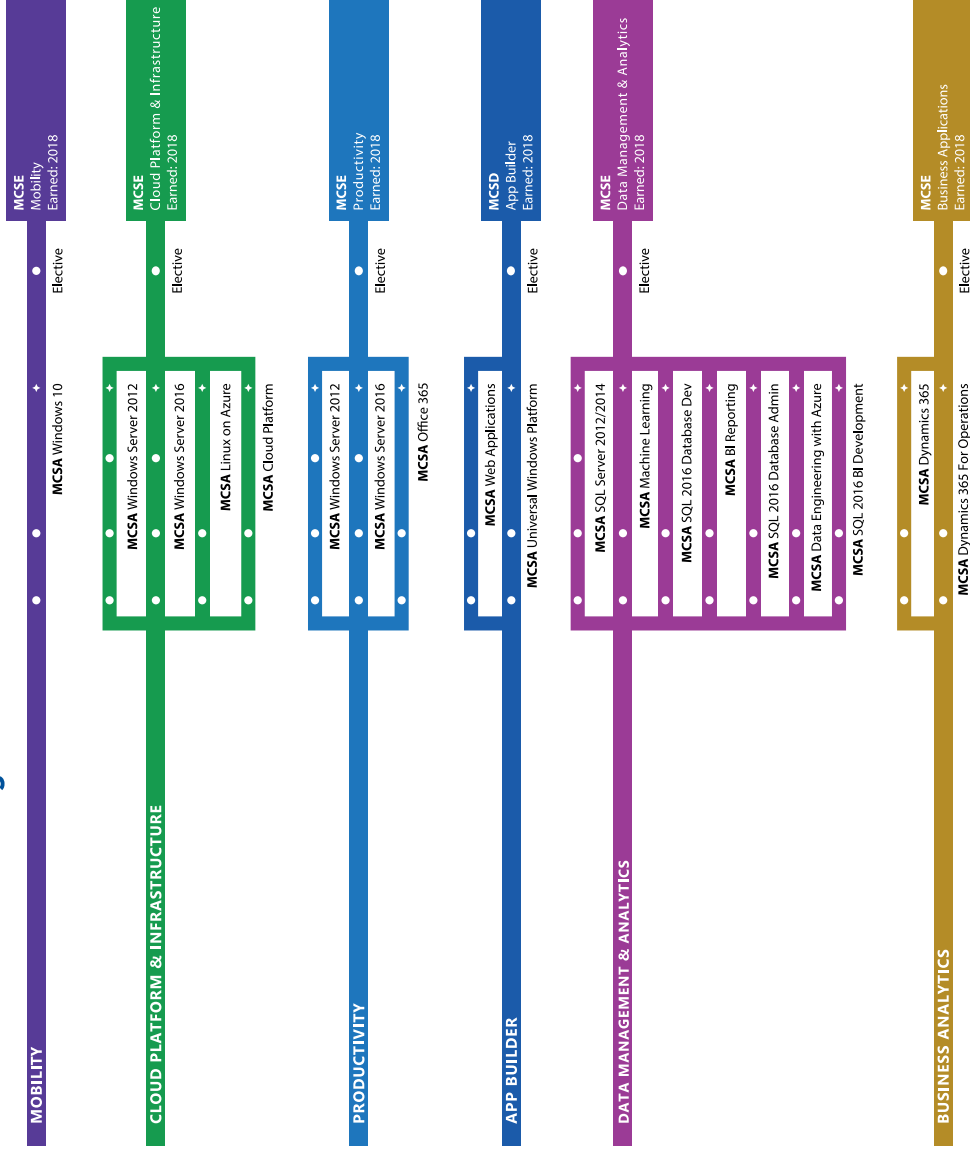 MOBILITY
MCSA Windows 10
Elective
MCSE
Mobility
Earned: 2018
CLOUD PLATFORM & INFRASTRUCTURE
MCSA Windows Server 2012
MCSA Windows Server 2016
MCSA Linux on Azure
MCSA Cloud Platform
Elective
MCSE
Cloud Platform & Infrastructure
Earned: 2018
PRODUCTIVITY
MCSA Windows Server 2012
MCSA Windows Server 2016
MCSA Office 365
Elective
MCSE
Productivity
Earned: 2018
APP BUILDER
MCSA Web Applications
MCSA Universal Windows Platform
Elective
MCSD
App Builder
Earned: 2018
DATA MANAGEMENT & ANALYTICS
MCSA SQL Server 2012/2014
MCSA Machine Learning
MCSA SQL 2016 Database Dev
MCSA BI Reporting
MCSA SQL 2016 Database Admin
MCSA Data Engineering with Azure
MCSA SQL 2016 BI Development
Elective
MCSE
Data Management & Analytics
Earned: 2018
BUSINESS ANALYTICS
MCSA Dynamics 365
MCSA Dynamics 365 For Operations
Elective
MCSE
Business Applications
Earned: 2018